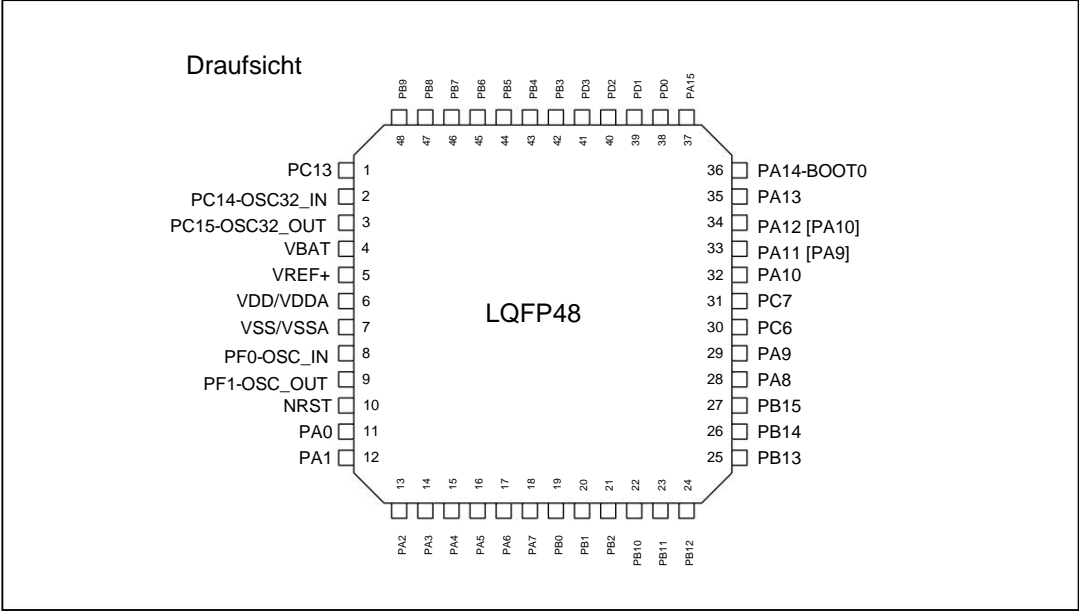 Draufsicht
PB9 PB8 PB7 PB6 PB5 PB4 PB3 PD3 PD2 PD1 PD0 PA15
48 47 46 45 44 43 42 41 40 39 38 37
PC13 1
PC14-OSC32_IN 2
PC15-OSC32_OUT 3
VBAT 4
VREF+ 5
VDD/VDDA 6
VSS/VSSA 7
PF0-OSC_IN 8
PF1-OSC_OUT 9
NRST 10
PA0 11
PA1 12
LQFP48
36 PA14-BOOT0
35 PA13
34 PA12 [PA10]
33 PA11 [PA9]
32 PA10
31 PC7
30 PC6
29 PA9
28 PA8
27 PB15
26 PB14
25 PB13
13 14 15 16 17 18 19 20 21 22 23 24
PA2 PA3 PA4 PA5 PA6 PA7 PB0 PB1 PB2 PB10 PB11 PB12